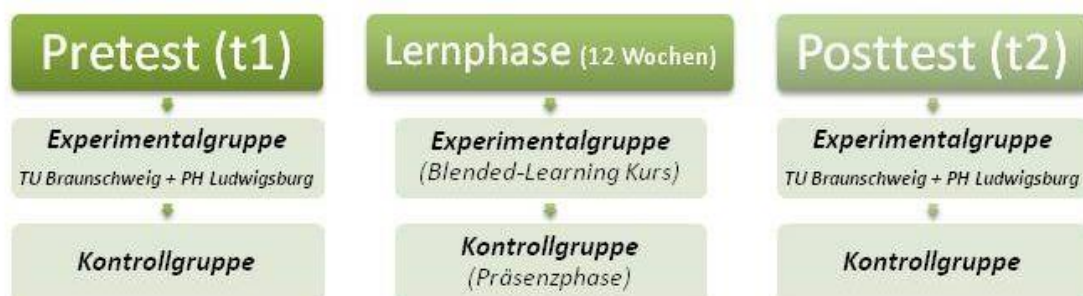 Pretest (t1)
Experimentalgruppe
TU Braunschweig + PH Ludwigsburg
Kontrollgruppe
Lernphase (12 Wochen)
Experimentalgruppe
(Blended-Learning Kurs)
Kontrollgruppe
(Präsenzphase)
Posttest (t2)
Experimentalgruppe
TU Braunschweig + PH Ludwigsburg
Kontrollgruppe